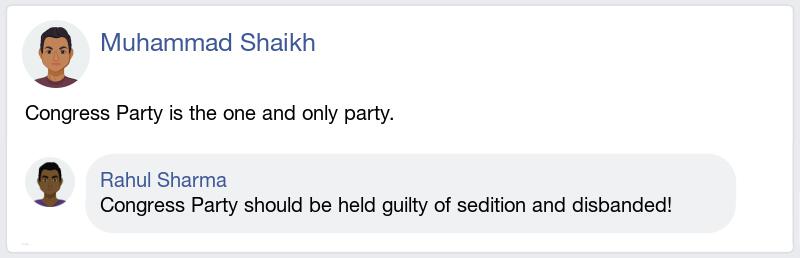 Muhammad Shaikh
Congress Party is the one and only party.
Rahul Sharma
Congress Party should be held guilty of sedition and disbanded!